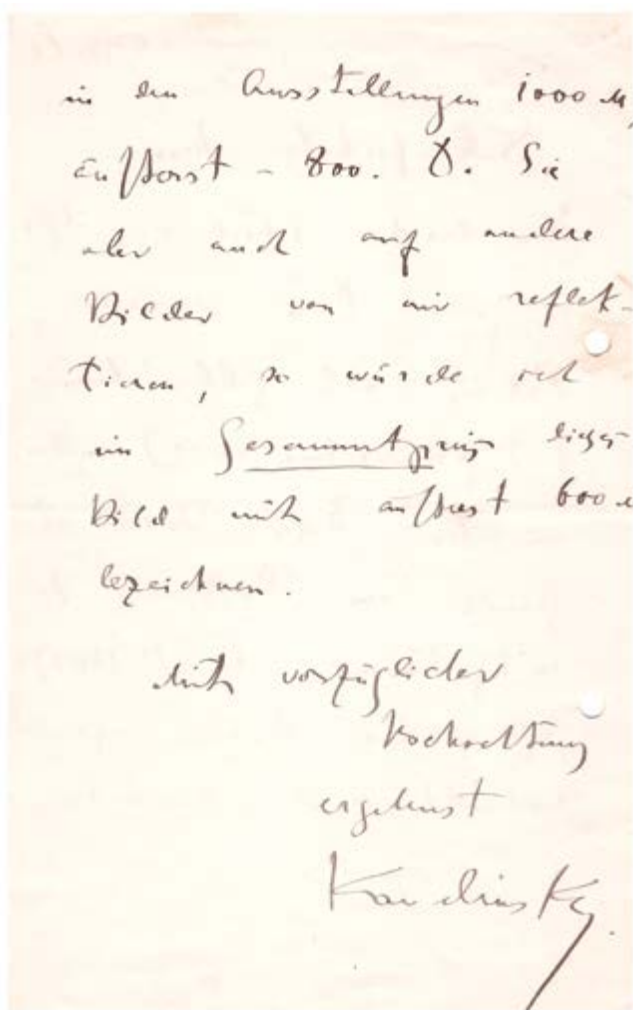 in den Ausstellungen 1000 M,
äußerst – 800. D. Sie
aber auch auf andere
Bilder von mir reflek-
tieren, so würde ich
im Gesammtpreis dieses
Bild mit äußerst 600 M
bezeichnen.
Mit vorzüglicher
Hochachtung
ergebenst
Kandinsky.